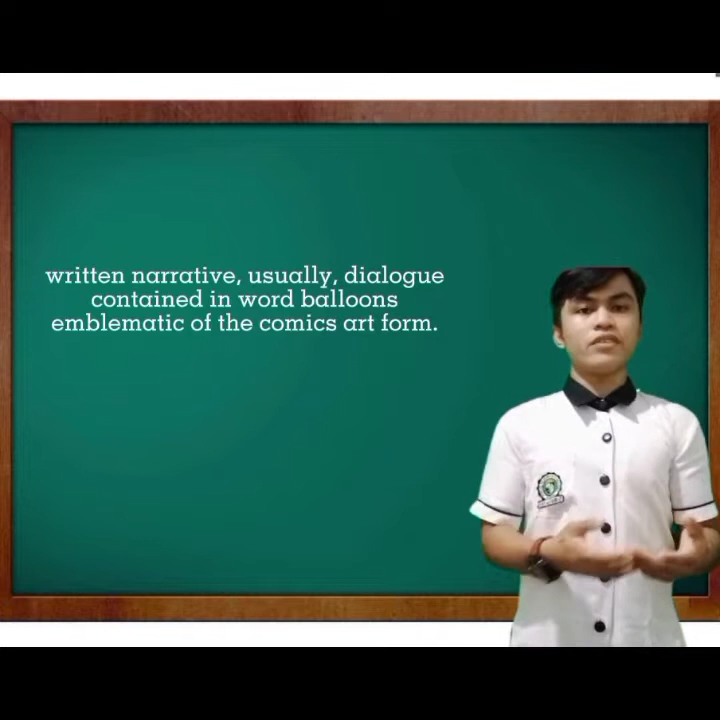 written narrative, usually, dialogue
contained in word balloons
emblematic of the comics art form.